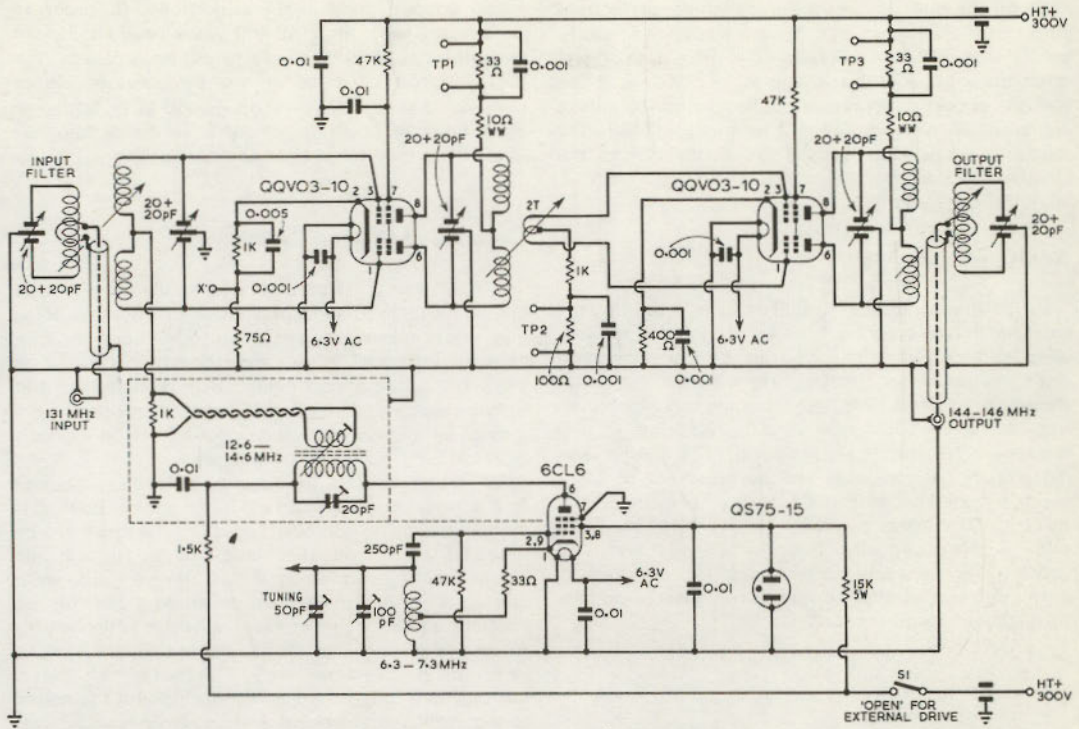 HT+
300V
0·01
47K
TP1
33
Ω
0·001
TP3
33
Ω
0·001
0·01
10Ω
WW
47K
10Ω
WW
INPUT
FILTER
20+20pF
QQVO3-10
2
3
7
8
6
1
20+
20pF
20+20pF
0·005
1K
X
0·001
75Ω
6·3V AC
2T
1K
TP2
100Ω
0·001
20+20pF
QQVO3-10
2
3
7
8
6
1
0·001
400
Ω
0·001
6·3V AC
OUTPUT
FILTER
20+
20pF
131 MHz
INPUT
144-146 MHz
OUTPUT
1K
12·6—
14·6MHz
0·01
20pF
1·5K
6CL6
6
7
2,9
3,8
1
QS75-15
250pF
47K
33Ω
TUNING
50pF
100
pF
6·3V
AC
0·01
0·01
15K
5W
6·3-7·3MHz
S1
'OPEN' FOR
EXTERNAL DRIVE
HT+
300V